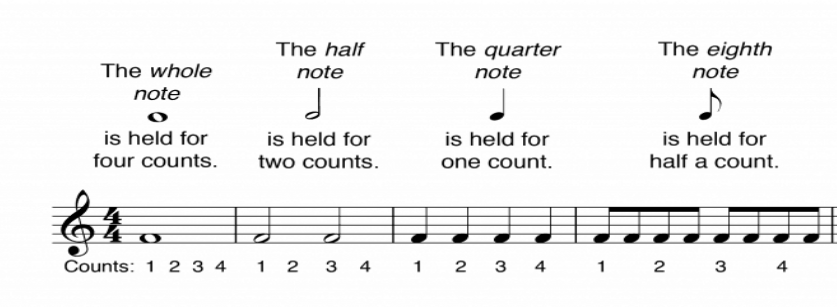 The whole
note
is held for
four counts.
The half
note
is held for
two counts.
The quarter
note
is held for
one count.
The eighth
note
is held for
half a count.
4
4
Counts: 1 2 3 4 1 2 3 4 1 2 3 4 1 2 3 4